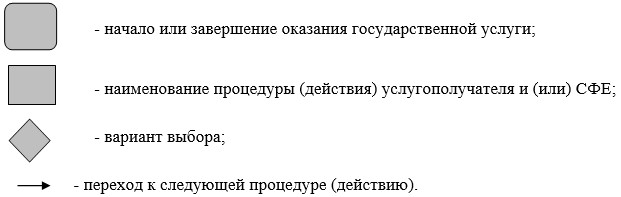 - начало или завершение оказания государственной услуги;
- наименование процедуры (действия) услугополучателя и (или) СФЕ;
- вариант выбора;
- переход к следующей процедуре (действию).